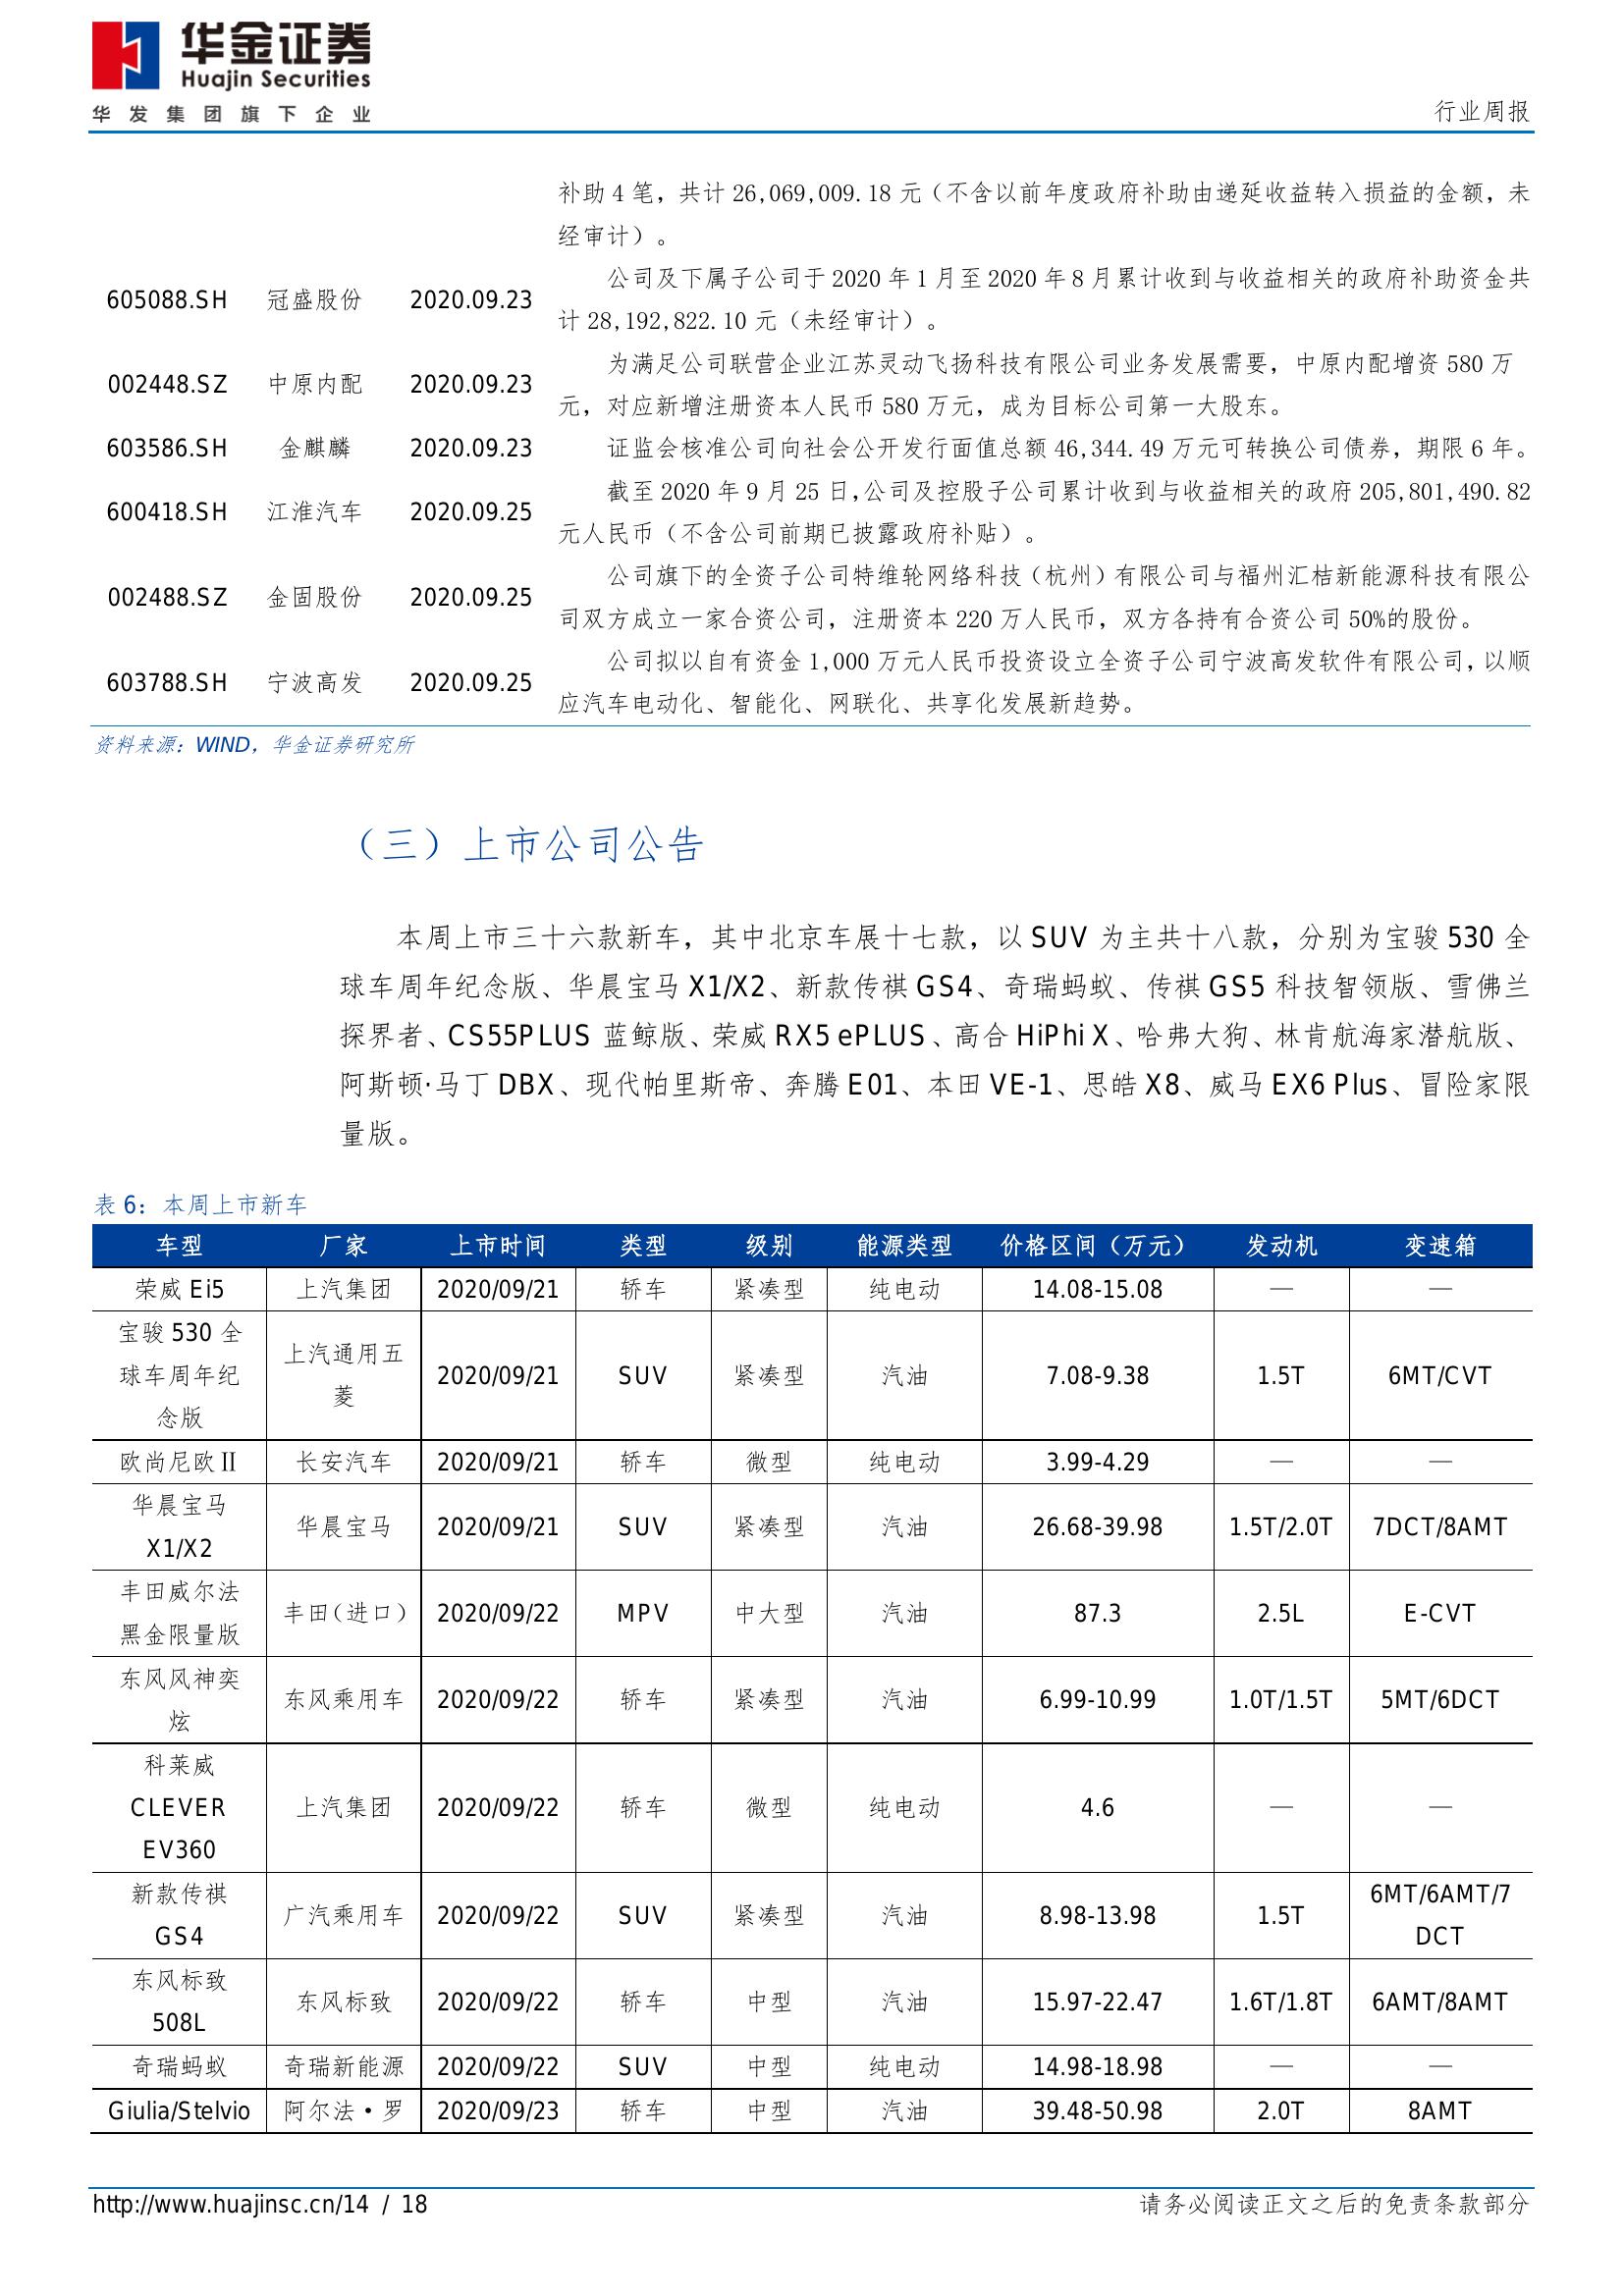 华金证券
Huajin Securities
华发集团旗下企业
行业周报
补助 4 笔，共计 26,069,009.18 元（不含以前年度政府补助由递延收益转入损益的金额，未
经审计）。
公司及下属子公司于 2020 年 1 月至 2020 年 8 月累计收到与收益相关的政府补助资金共
605088.SH 冠盛股份 2020.09.23
计 28,192,822.10 元（未经审计）。
为满足公司联营企业江苏灵动飞扬科技有限公司业务发展需要，中原内配增资 580 万
002448.SZ 中原内配 2020.09.23
元，对应新增注册资本人民币 580 万元，成为目标公司第一大股东。
603586.SH 金麒麟 2020.09.23 证监会核准公司向社会公开发行面值总额 46,344.49 万元可转换公司债券，期限 6 年。
截至 2020 年 9 月 25 日,公司及控股子公司累计收到与收益相关的政府 205,801,490.82
600418.SH 江淮汽车 2020.09.25
元人民币（不含公司前期已披露政府补贴）。
公司旗下的全资子公司特维轮网络科技（杭州）有限公司与福州汇桔新能源科技有限公
002488.SZ 金固股份 2020.09.25
司双方成立一家合资公司，注册资本 220 万人民币，双方各持有合资公司 50%的股份。
公司拟以自有资金 1,000 万元人民币投资设立全资子公司宁波高发软件有限公司，以顺
603788.SH 宁波高发 2020.09.25
应汽车电动化、智能化、网联化、共享化发展新趋势。
资料来源：WIND，华金证券研究所
（三）上市公司公告
本周上市三十六款新车，其中北京车展十七款，以 SUV 为主共十八款，分别为宝骏 530 全
球车周年纪念版、华晨宝马 X1/X2、新款传祺 GS4、奇瑞蚂蚁、传祺 GS5 科技智领版、雪佛兰
探界者、CS55PLUS 蓝鲸版、荣威 RX5 ePLUS、高合 HiPhi X、哈弗大狗、林肯航海家潜航版、
阿斯顿·马丁 DBX、现代帕里斯帝、奔腾 E01、本田 VE-1、思皓 X8、威马 EX6 Plus、冒险家限
量版。
表 6：本周上市新车
车型 厂家 上市时间 类型 级别 能源类型 价格区间（万元） 发动机 变速箱
荣威 Ei5 上汽集团 2020/09/21 轿车 紧凑型 纯电动 14.08-15.08 — —
宝骏 530 全
球车周年纪
念版
上汽通用五
菱
2020/09/21 SUV 紧凑型 汽油 7.08-9.38 1.5T 6MT/CVT
欧尚尼欧Ⅱ 长安汽车 2020/09/21 轿车 微型 纯电动 3.99-4.29 — —
华晨宝马
X1/X2
华晨宝马 2020/09/21 SUV 紧凑型 汽油 26.68-39.98 1.5T/2.0T 7DCT/8AMT
丰田威尔法
黑金限量版
丰田(进口) 2020/09/22 MPV 中大型 汽油 87.3 2.5L E-CVT
东风风神奕
炫
东风乘用车 2020/09/22 轿车 紧凑型 汽油 6.99-10.99 1.0T/1.5T 5MT/6DCT
科莱威
CLEVER
EV360
上汽集团 2020/09/22 轿车 微型 纯电动 4.6 — —
新款传祺
GS4
广汽乘用车 2020/09/22 SUV 紧凑型 汽油 8.98-13.98 1.5T
6MT/6AMT/7
DCT
东风标致
508L
东风标致 2020/09/22 轿车 中型 汽油 15.97-22.47 1.6T/1.8T 6AMT/8AMT
奇瑞蚂蚁 奇瑞新能源 2020/09/22 SUV 中型 纯电动 14.98-18.98 — —
Giulia/Stelvio 阿尔法·罗 2020/09/23 轿车 中型 汽油 39.48-50.98 2.0T 8AMT
http://www.huajinsc.cn/14 / 18
请务必阅读正文之后的免责条款部分